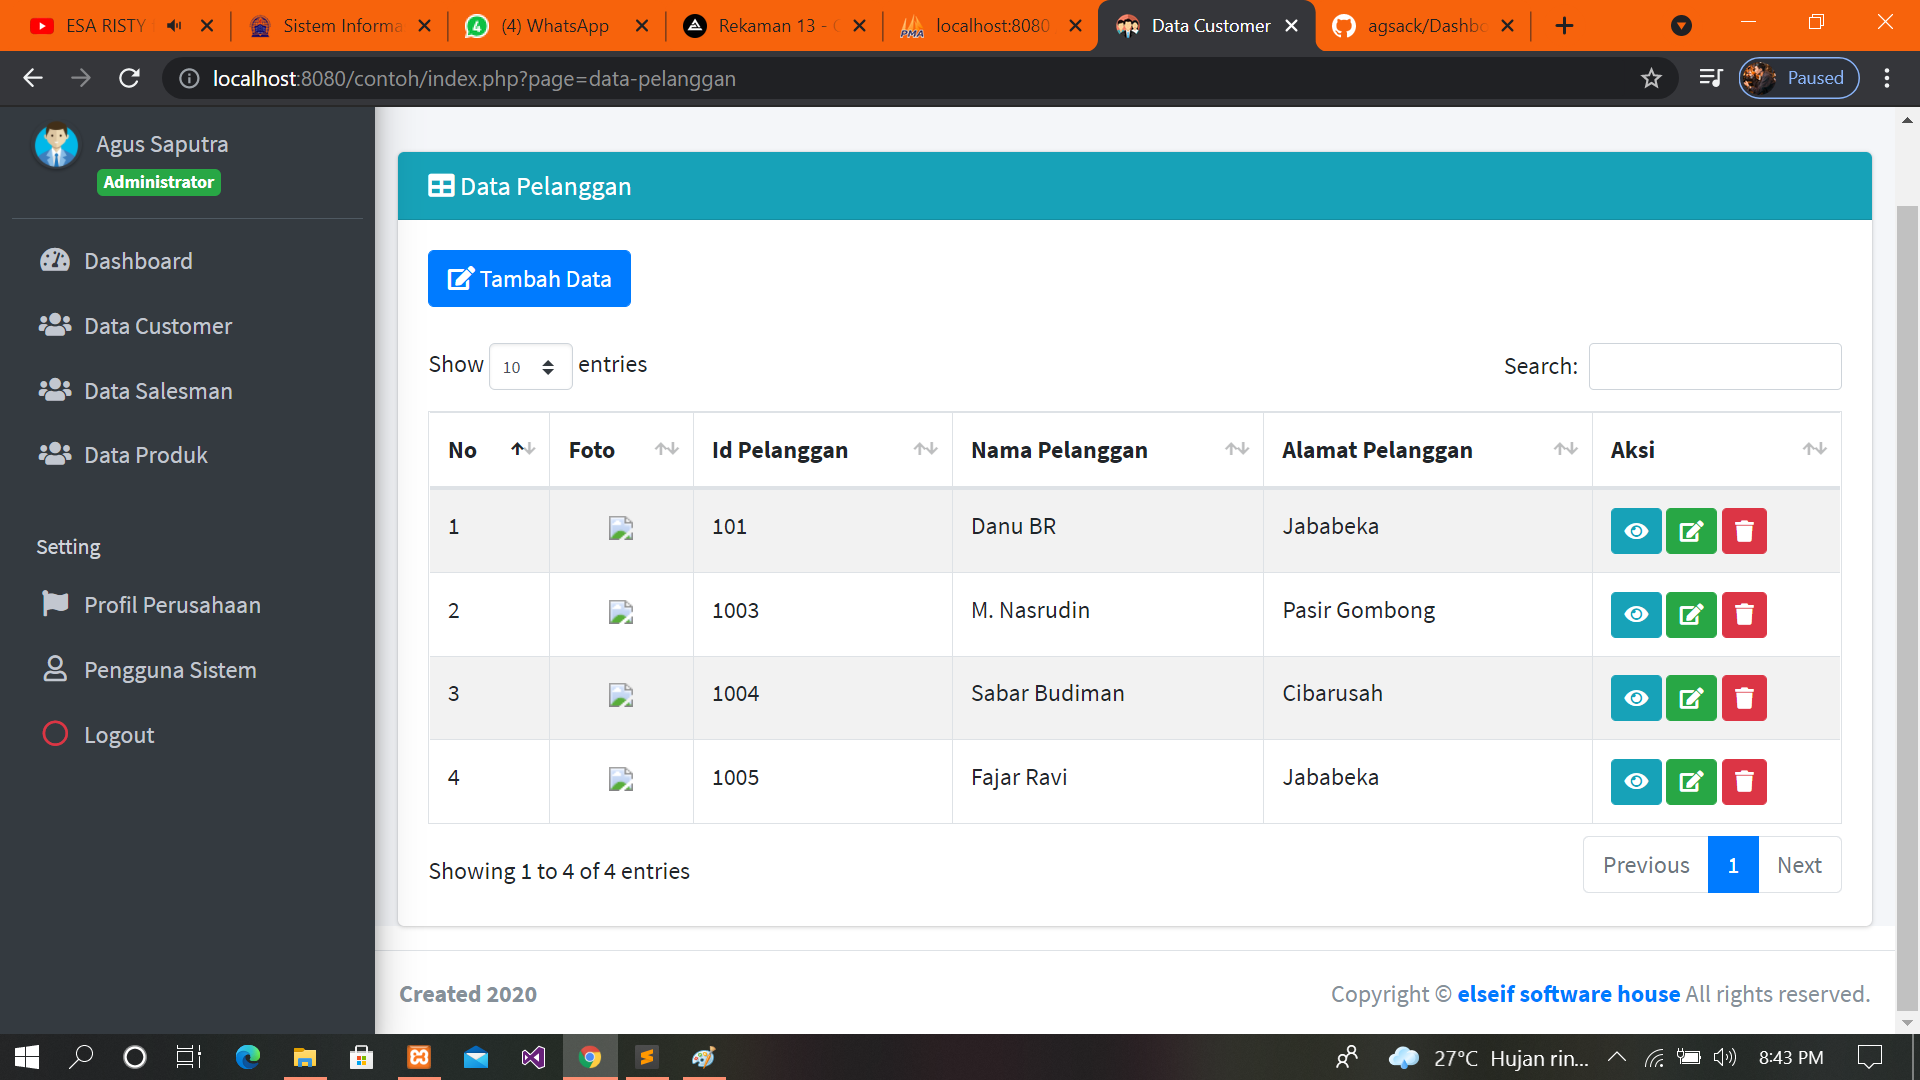 ESA RISTY
Sistem Informa
(4) WhatsApp
Rekaman 13 -
localhost:8080
Data Customer
agsack/Dashbo
localhost:8080/contoh/index.php?page=data-pelanggan
Paused
Agus Saputra
Administrator
Dashboard
Data Customer
Data Salesman
Data Produk
Setting
Profil Perusahaan
Pengguna Sistem
Logout
Data Pelanggan
Tambah Data
Show 10 entries
Search:
No Foto Id Pelanggan Nama Pelanggan Alamat Pelanggan Aksi
1 101 Danu BR Jababeka
2 1003 M. Nasrudin Pasir Gombong
3 1004 Sabar Budiman Cibarusah
4 1005 Fajar Ravi Jababeka
Showing 1 to 4 of 4 entries
Previous 1 Next
Created 2020
Copyright © elseif software house All rights reserved.
27°C Hujan rin...
8:43 PM